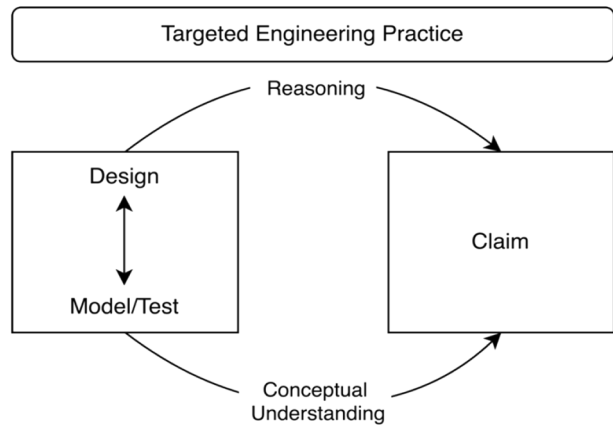 Targeted Engineering Practice
Reasoning
Design
Model/Test
Claim
Conceptual
Understanding